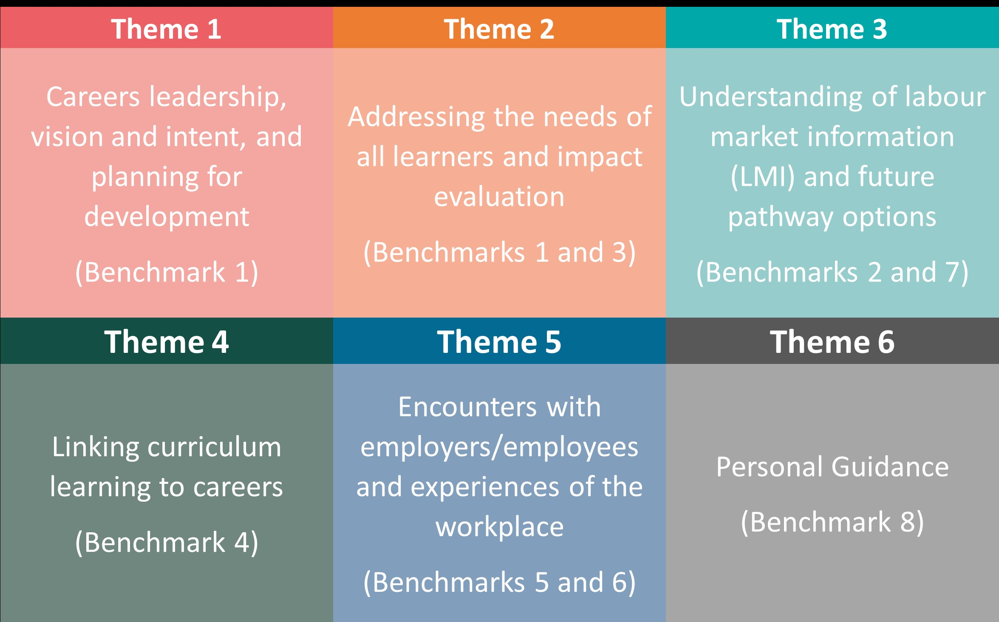 Theme 1
Careers leadership,
vision and intent, and
planning for
development
(Benchmark 1)
Theme 2
Addressing the needs of
all learners and impact
evaluation
(Benchmarks 1 and 3)
Theme 3
Understanding of labour
market information
(LMI) and future
pathway options
(Benchmarks 2 and 7)
Theme 4
Linking curriculum
learning to careers
(Benchmark 4)
Theme 5
Encounters with
employers/employees
and experiences of the
workplace
(Benchmarks 5 and 6)
Theme 6
Personal Guidance
(Benchmark 8)